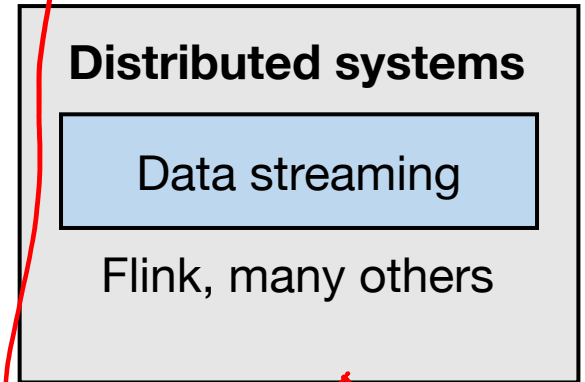 Distributed systems
Data streaming
Flink, many others